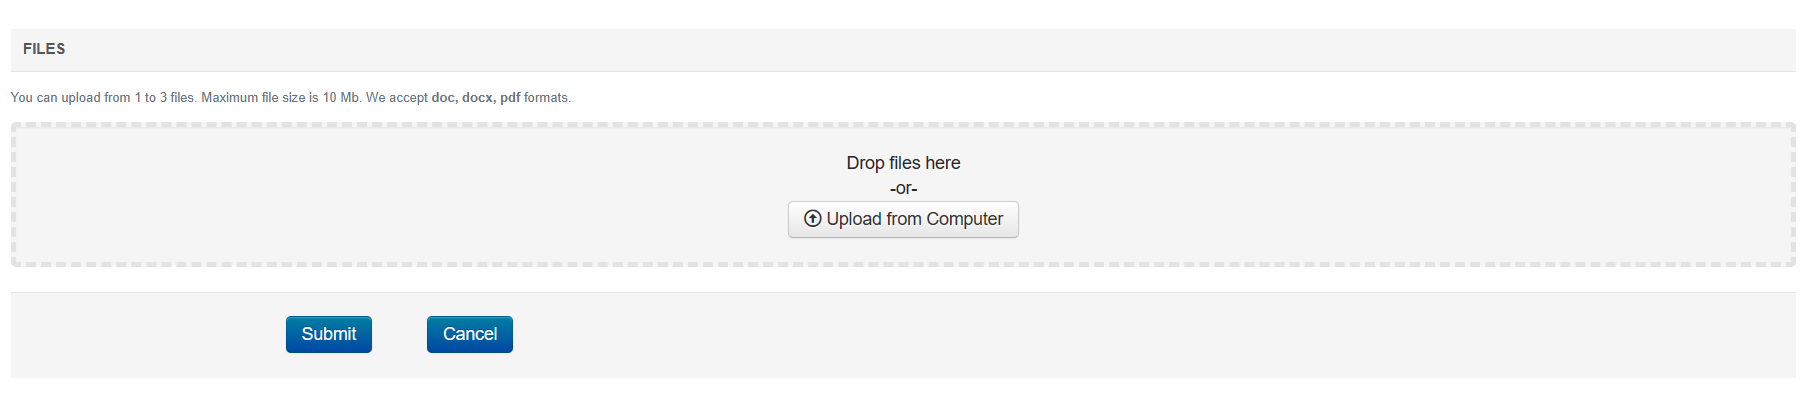 FILES
You can upload from 1 to 3 files. Maximum file size is 10 Mb. We accept doc, docx, pdf formats.
Drop files here
-or-
Upload from Computer
Submit Cancel